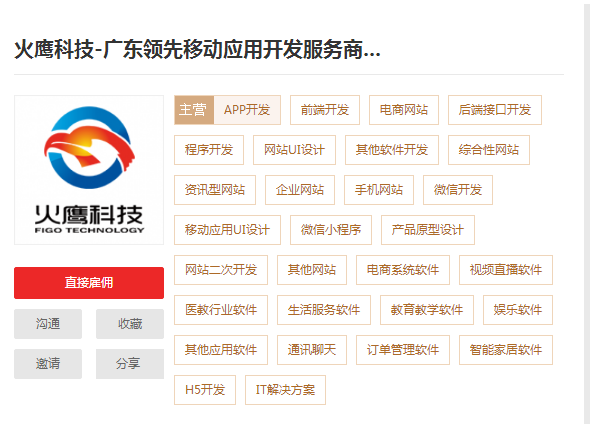 火鹰科技-广东领先移动应用开发服务商...
主营 APP开发 前端开发 电商网站 后端接口开发
程序开发 网站UI设计 其他软件开发 综合性网站
资讯型网站 企业网站 手机网站 微信开发
移动应用UI设计 微信小程序 产品原型设计
网站二次开发 其他网站 电商系统软件 视频直播软件
医教行业软件 生活服务软件 教育教学软件 娱乐软件
其他应用软件 通讯聊天 订单管理软件 智能家居软件
H5开发 IT解决方案
火鹰科技
FIGO TECHNOLOGY
直接雇佣
沟通 收藏
邀请 分享